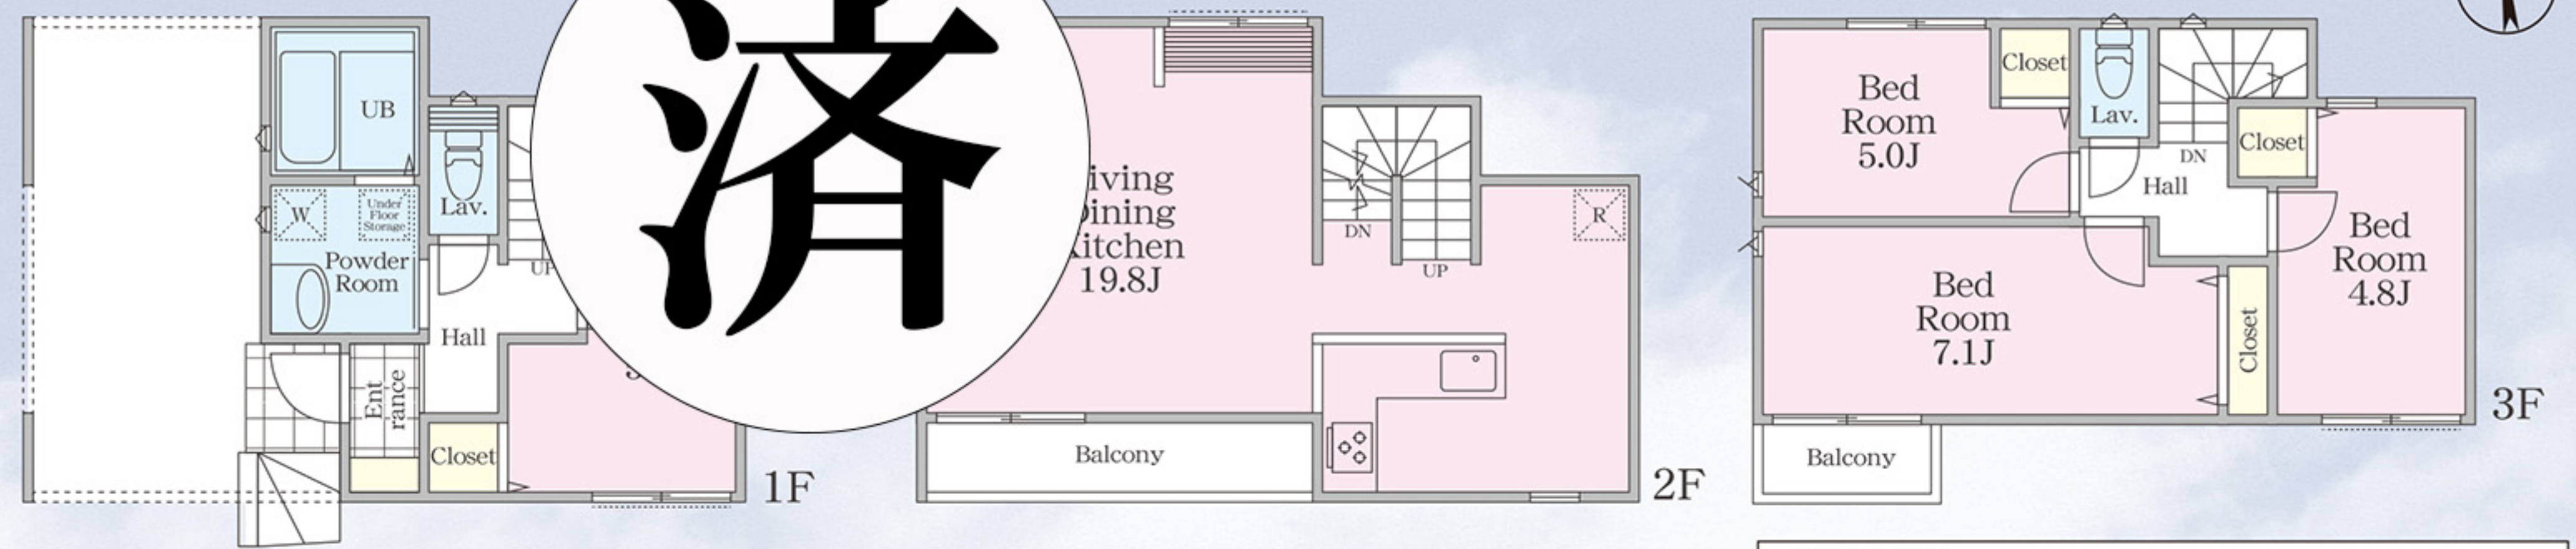 UB
Lav.
W
Under
Floor
Storage
Powder
Room
UP
Hall
Ent
rance
Closet
1F
済
iving
ining
itchen
19.8J
DN
UP
R
Balcony
2F
Bed
Room
5.0J
Closet
Lav.
DN
Closet
Hall
Bed
Room
4.8J
Bed
Room
7.1J
Closet
Balcony
3F